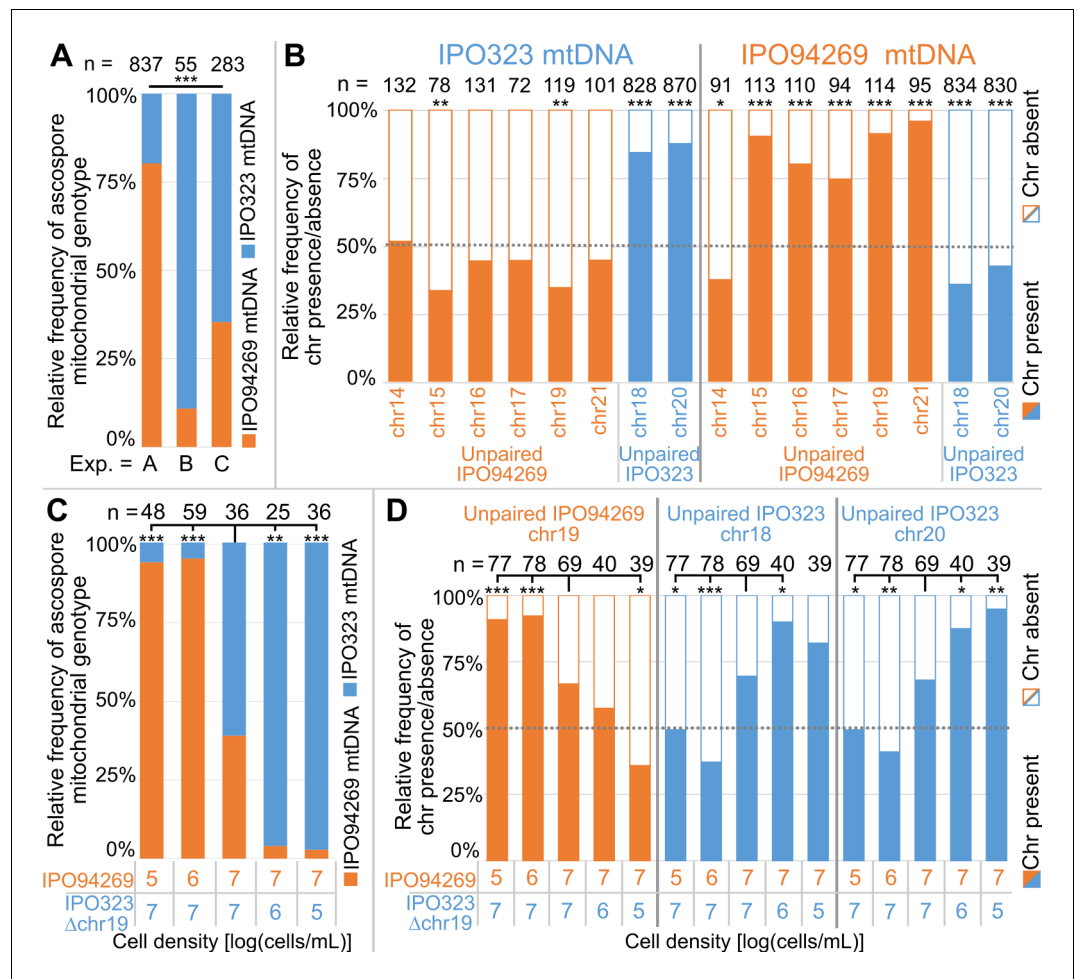 A
n = 837 55 283
***
100%
75%
50%
25%
0%
Exp. = A B C
Relative frequency of ascospore
mitochondrial genotype
IPO94269 mtDNA IPO323 mtDNA
B
IPO323 mtDNA IPO94269 mtDNA
n = 132 78 131 72 119 101 828 870 91 113 110 94 114 95 834 830
** ** *** *** * *** *** *** *** *** *** ***
100%
75%
50%
25%
0%
Relative frequency of
chr presence/absence
chr14 chr15 chr16 chr17 chr19 chr21 chr18 chr20 chr14 chr15 chr16 chr17 chr19 chr21 chr18 chr20
Unpaired Unpaired Unpaired Unpaired
IPO94269 IPO323 IPO94269 IPO323
Chr present Chr absent
C
n = 48 59 36 25 36
*** *** ** ***
100%
75%
50%
25%
0%
Relative frequency of ascospore
mitochondrial genotype
IPO94269 mtDNA IPO323 mtDNA
IPO94269 5 6 7 7 7
IPO323
Δchr19 7 7 7 6 5
Cell density [log(cells/mL)]
D
Unpaired IPO94269 Unpaired IPO323 Unpaired IPO323
chr19 chr18 chr20
n = 77 78 69 40 39 77 78 69 40 39 77 78 69 40 39
*** *** * * *** * * ** * **
100%
75%
50%
25%
0%
Relative frequency of
chr presence/absence
IPO94269 5 6 7 7 7 5 6 7 7 7 5 6 7 7 7
IPO323
Δchr19 7 7 7 6 5 7 7 7 6 5 7 7 7 6 5
Cell density [log(cells/mL)]
Chr present Chr absent